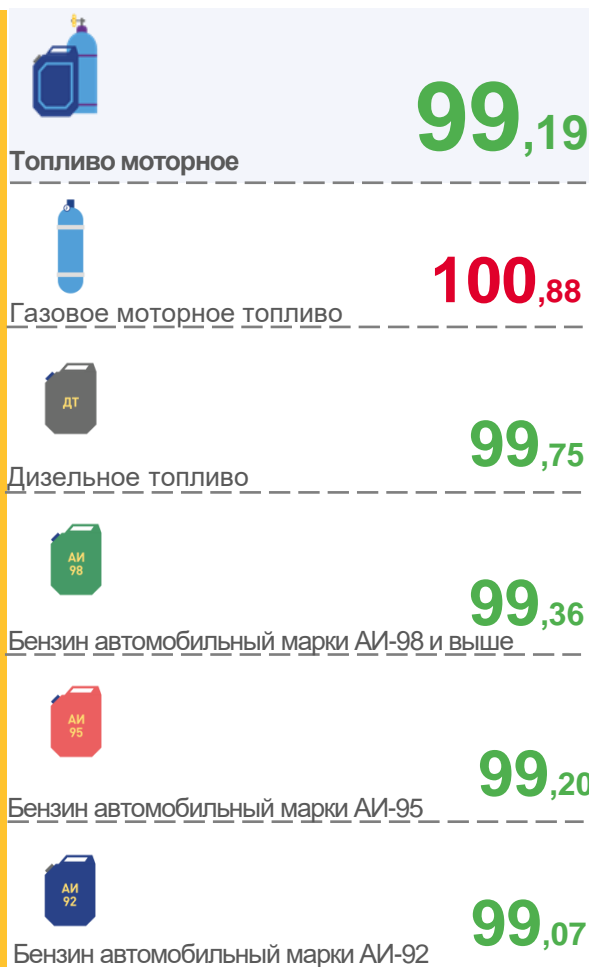 99,19
Топливо моторное
100,88
Газовое моторное топливо
ДТ
99,75
Дизельное топливо
АИ
98
99,36
Бензин автомобильный марки АИ-98 и выше
АИ
95
99,20
Бензин автомобильный марки АИ-95
АИ
92
99,07
Бензин автомобильный марки АИ-92